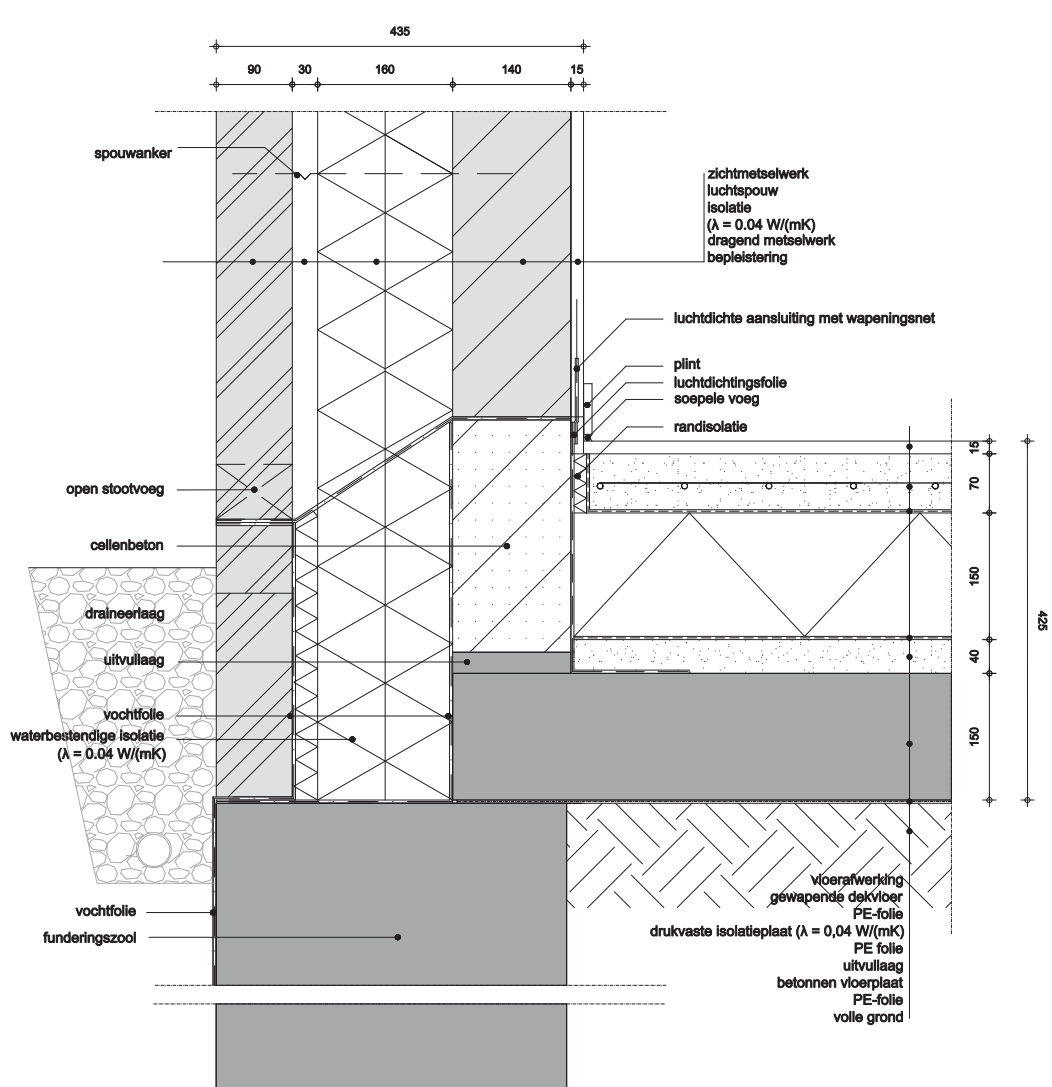 435
90 30 160 140 15
spouwanker
zichtmetselwerk
luchtspouw
isolatie
(λ = 0.04 W/(mK)
dragend metselwerk
bepleistering
luchtdichte aansluiting met wapeningsnet
plint
luchtdichtingsfolie
soepele voeg
randisolatie
15
70
150
40
150
425
open stootvoeg
cellenbeton
draineerlaag
uitvullaag
vochtfolie
waterbestendige isolatie
(λ = 0.04 W/(mK)
vochtfolie
funderingszool
vloerafwerking
gewapende dekvloer
PE-folie
drukvaste isolatieplaat (λ = 0,04 W/(mK)
PE folie
uitvullaag
betonnen vloerplaat
PE-folie
volle grond